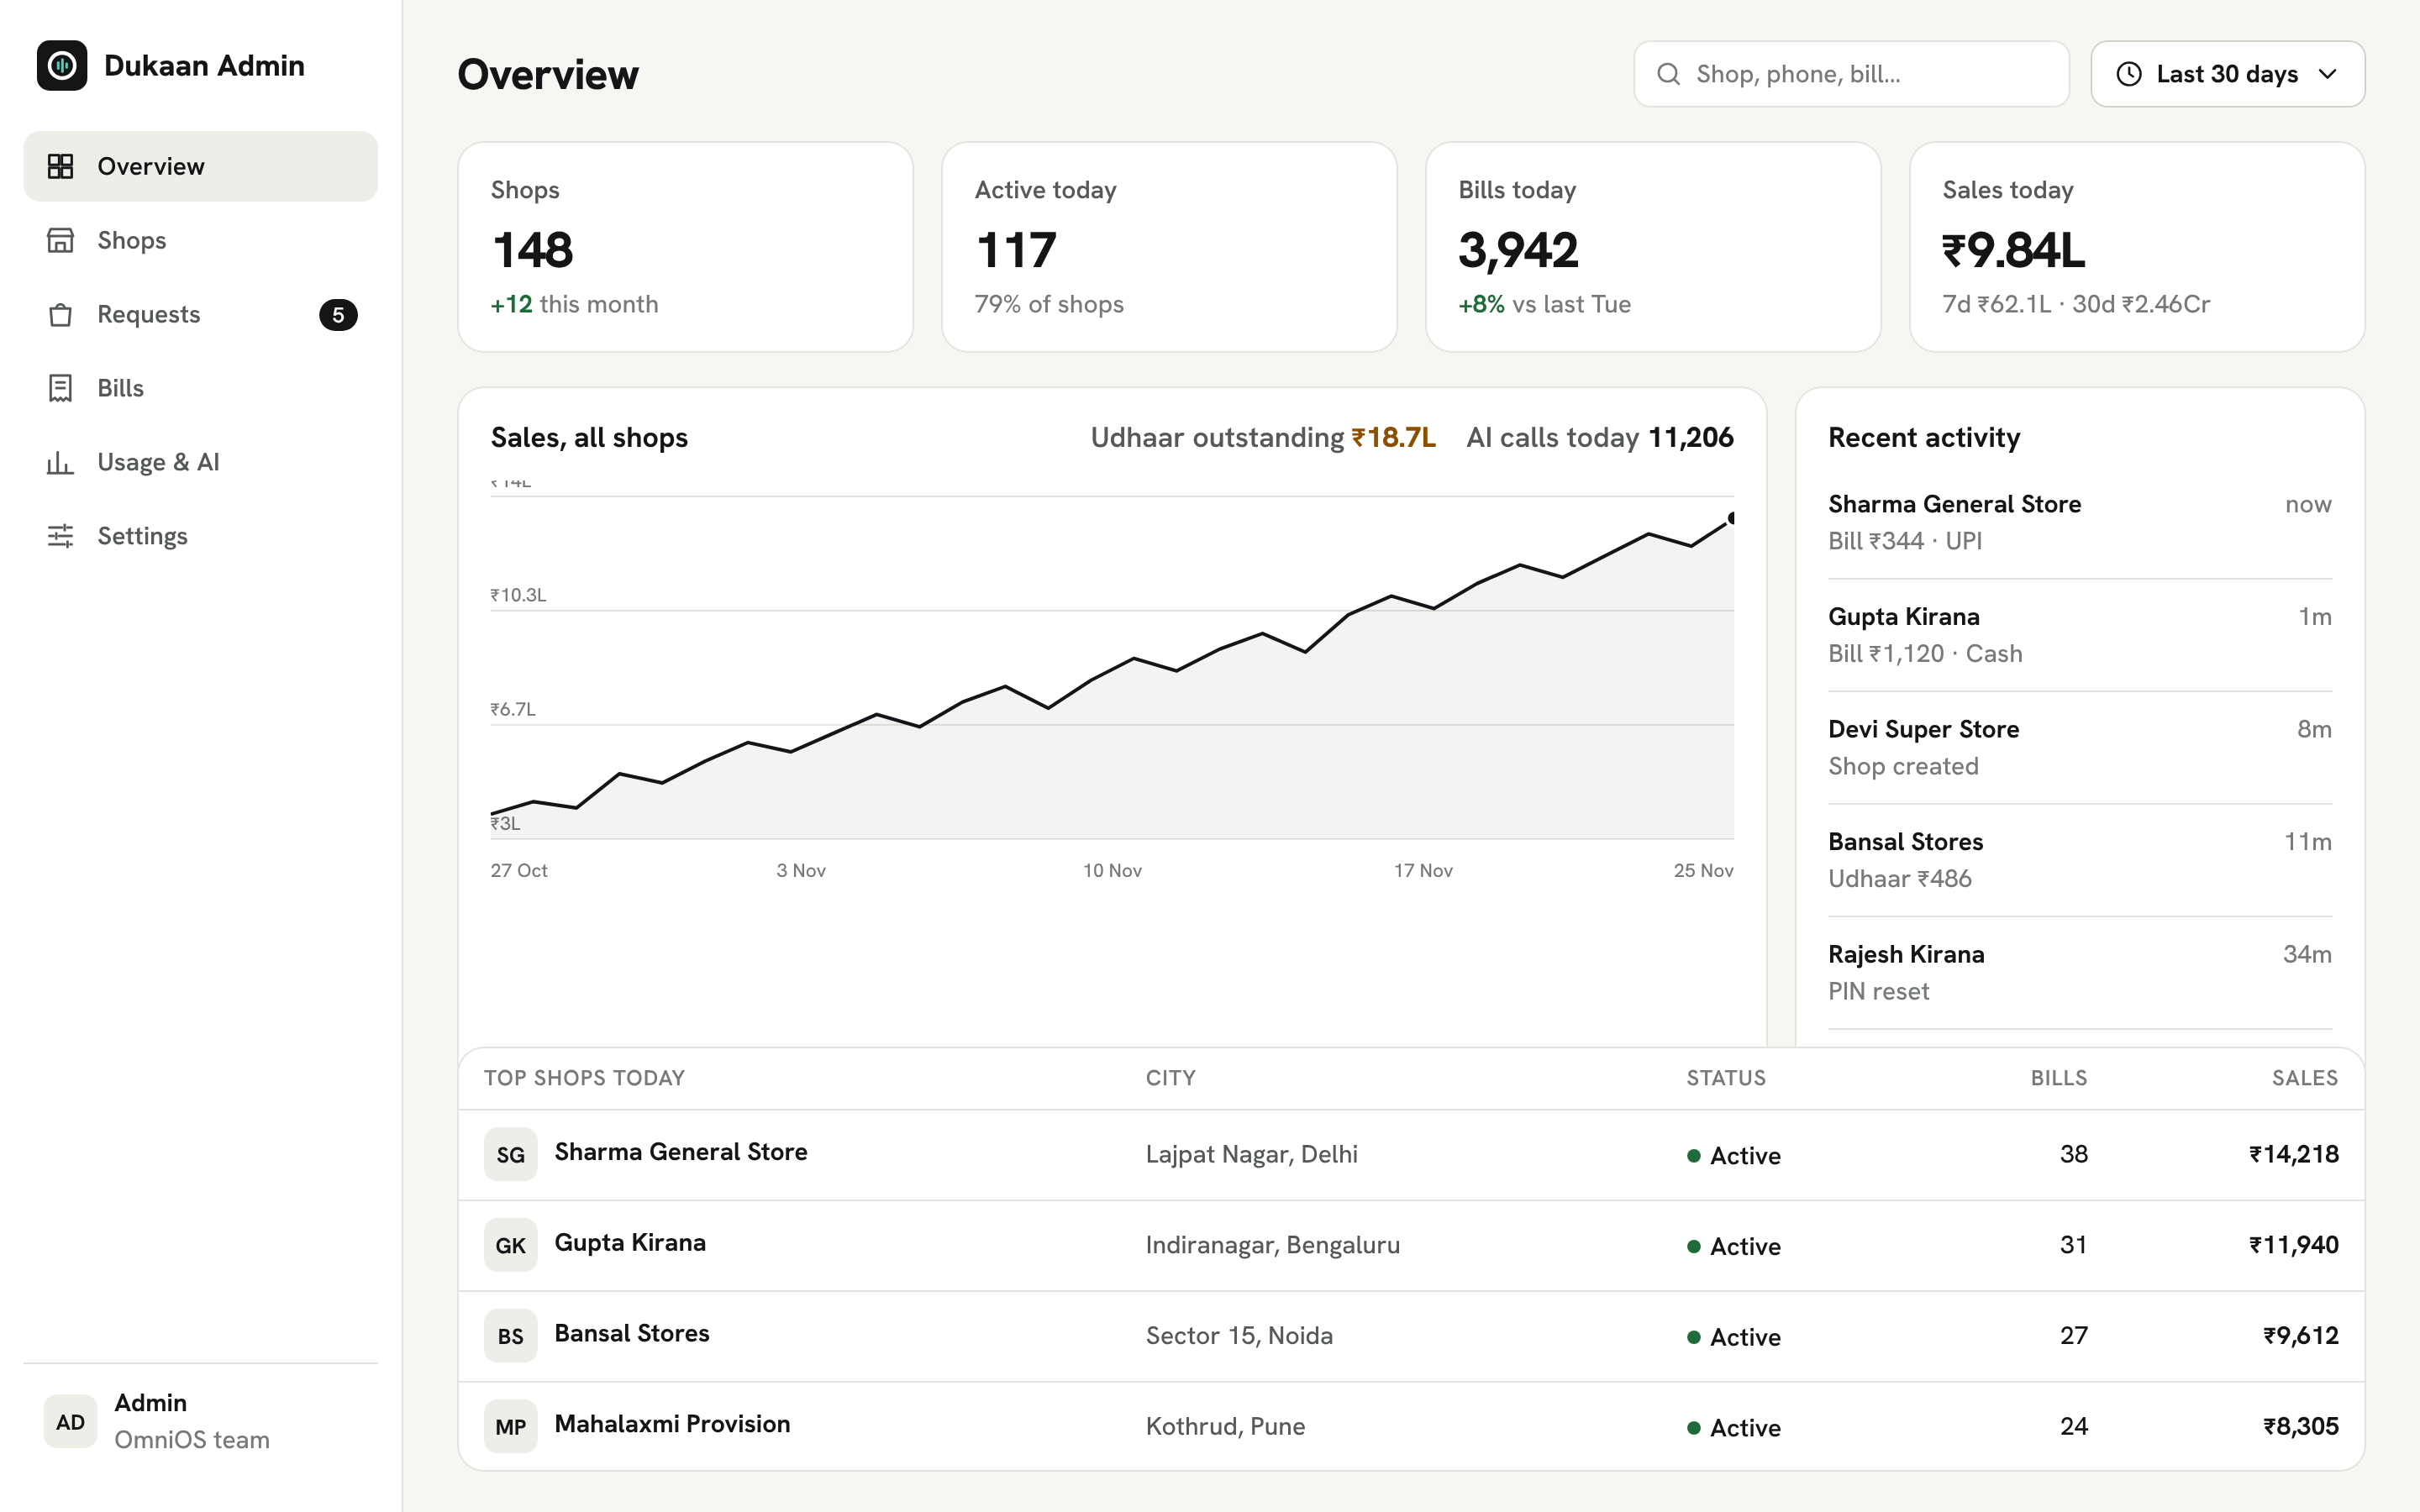 Dukaan Admin
Overview
Shops
Requests 5
Bills
Usage & AI
Settings
AD
Admin
OmniOS team
Overview
Shop, phone, bill...
Last 30 days
Shops
148
+12 this month
Active today
117
79% of shops
Bills today
3,942
+8% vs last Tue
Sales today
₹9.84L
7d ₹62.1L · 30d ₹2.46Cr
Sales, all shops
Udhaar outstanding ₹18.7L AI calls today 11,206
₹14L
₹10.3L
₹6.7L
₹3L
27 Oct 3 Nov 10 Nov 17 Nov 25 Nov
Recent activity
Sharma General Store now
Bill ₹344 · UPI
Gupta Kirana 1m
Bill ₹1,120 · Cash
Devi Super Store 8m
Shop created
Bansal Stores 11m
Udhaar ₹486
Rajesh Kirana 34m
PIN reset
TOP SHOPS TODAY CITY STATUS BILLS SALES
SG Sharma General Store Lajpat Nagar, Delhi Active 38 ₹14,218
GK Gupta Kirana Indiranagar, Bengaluru Active 31 ₹11,940
BS Bansal Stores Sector 15, Noida Active 27 ₹9,612
MP Mahalaxmi Provision Kothrud, Pune Active 24 ₹8,305